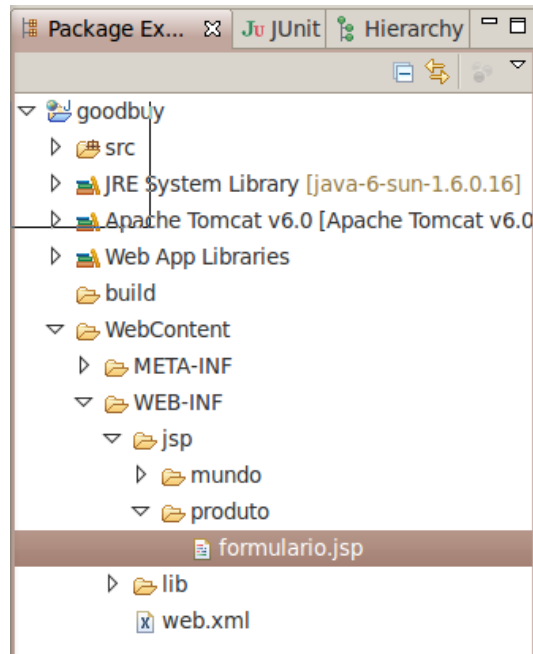 Package Ex... JUnit Hierarchy
goodbuy
src
JRE System Library [java-6-sun-1.6.0.16]
Apache Tomcat v6.0 [Apache Tomcat v6.0
Web App Libraries
build
WebContent
META-INF
WEB-INF
jsp
mundo
produto
formulario.jsp
lib
web.xml